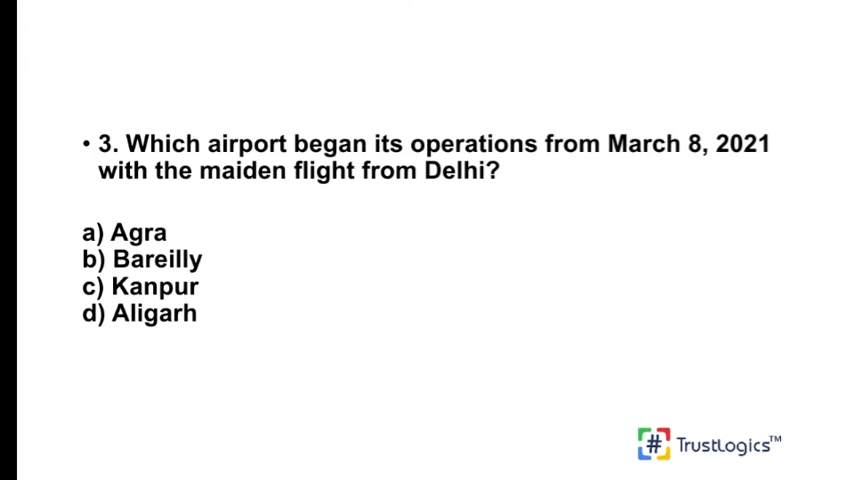 • 3. Which airport began its operations from March 8, 2021
with the maiden flight from Delhi?
a) Agra
b) Bareilly
c) Kanpur
d) Aligarh
# TrustLogics™